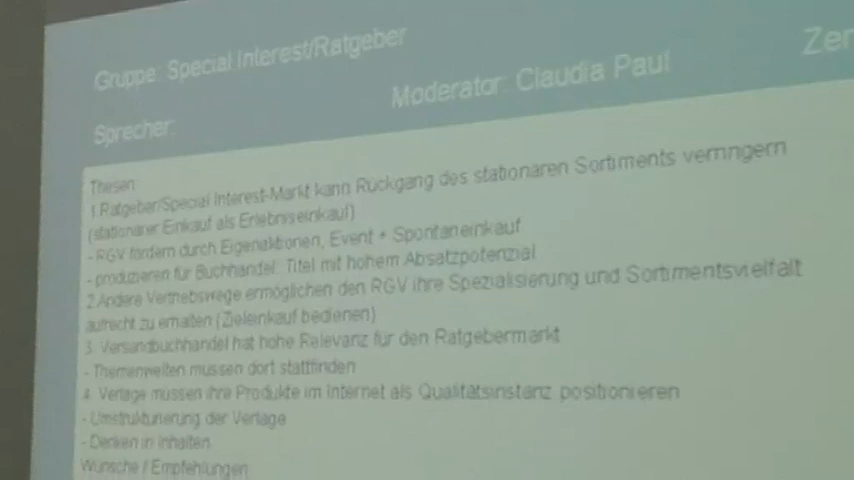 Gruppe: Special Interest/Ratgeber
Zer
Moderator: Claudia Paul
Sprecher:
Thesen
1 Ratgeber/Special Interest-Markt kann Rückgang des stationären Sortiments verringern
(stationärer Einkauf als Erlebniseinkauf)
- RGV fördern durch Eigenaktionen, Event + Spontaneinkauf
- produzieren für Buchhandel: Titel mit hohem Absatzpotenzial
2.Andere Vertriebswege ermöglichen den RGV ihre Spezialisierung und Sortimentsvielfalt
aufrecht zu erhalten (Zieleinkauf bedienen)
3. Versandbuchhandel hat hohe Relevanz für den Ratgebermarkt
- Themenwelten müssen dort stattfinden
4. Verlage müssen ihre Produkte im Internet als Qualitätsinstanz positionieren
- Umstrukturierung der Verlage
- Denken in Inhalten
Wünsche / Empfehlungen